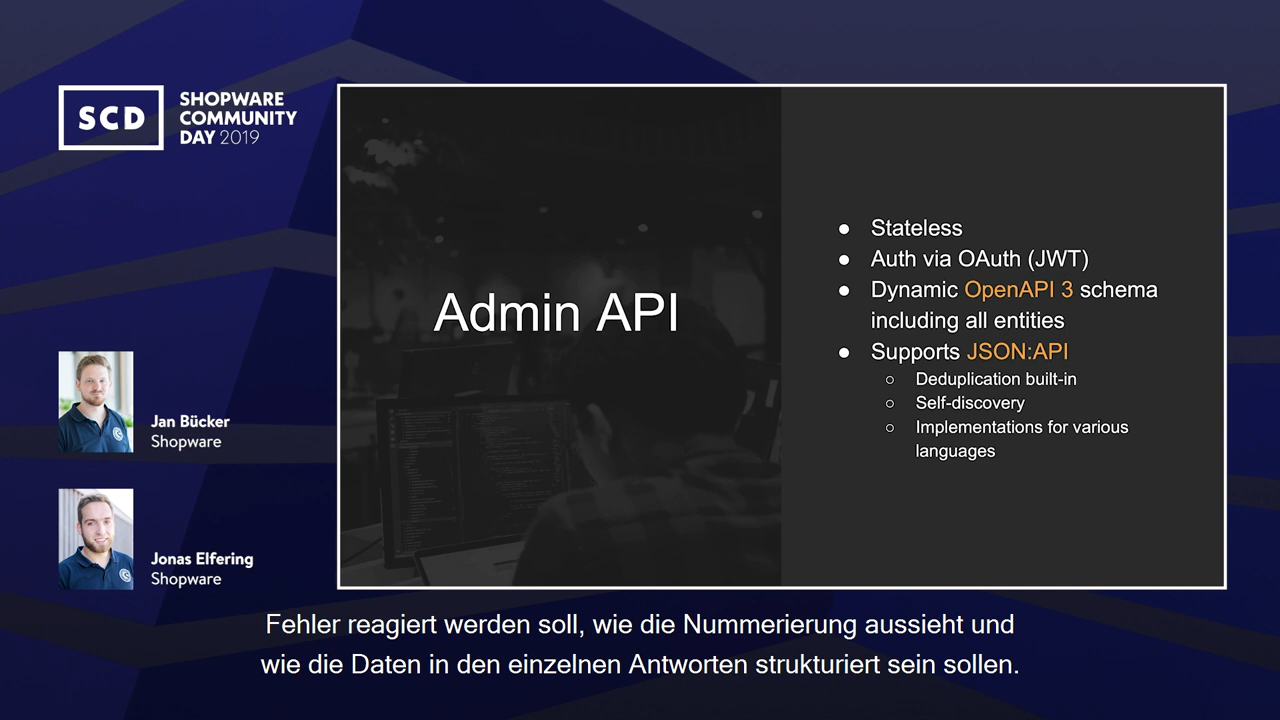 SCD
SHOPWARE
COMMUNITY
DAY 2019
Admin API
● Stateless
● Auth via OAuth (JWT)
● Dynamic OpenAPI 3 schema
including all entities
● Supports JSON:API
○ Deduplication built-in
○ Self-discovery
○ Implementations for various
languages
Jan Bücker
Shopware
Jonas Elfering
Shopware
Fehler reagiert werden soll, wie die Nummerierung aussieht und
wie die Daten in den einzelnen Antworten strukturiert sein sollen.